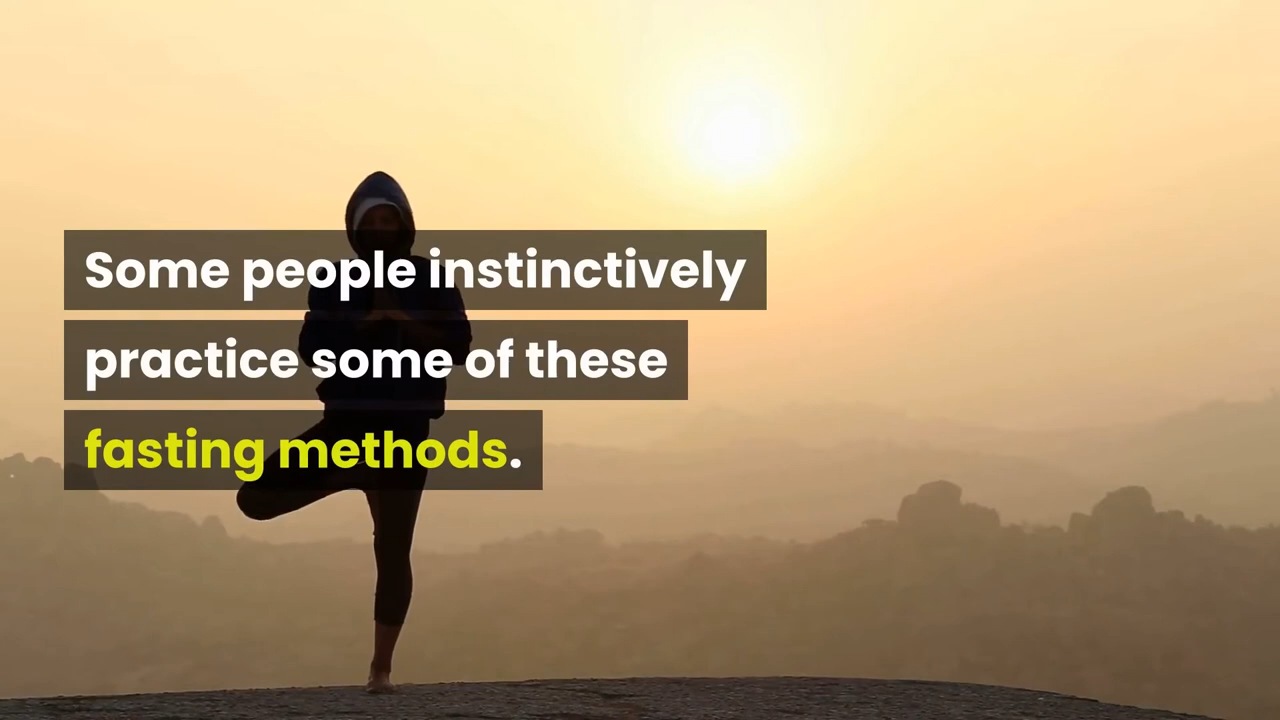 Some people instinctively
practice some of these
fasting methods.